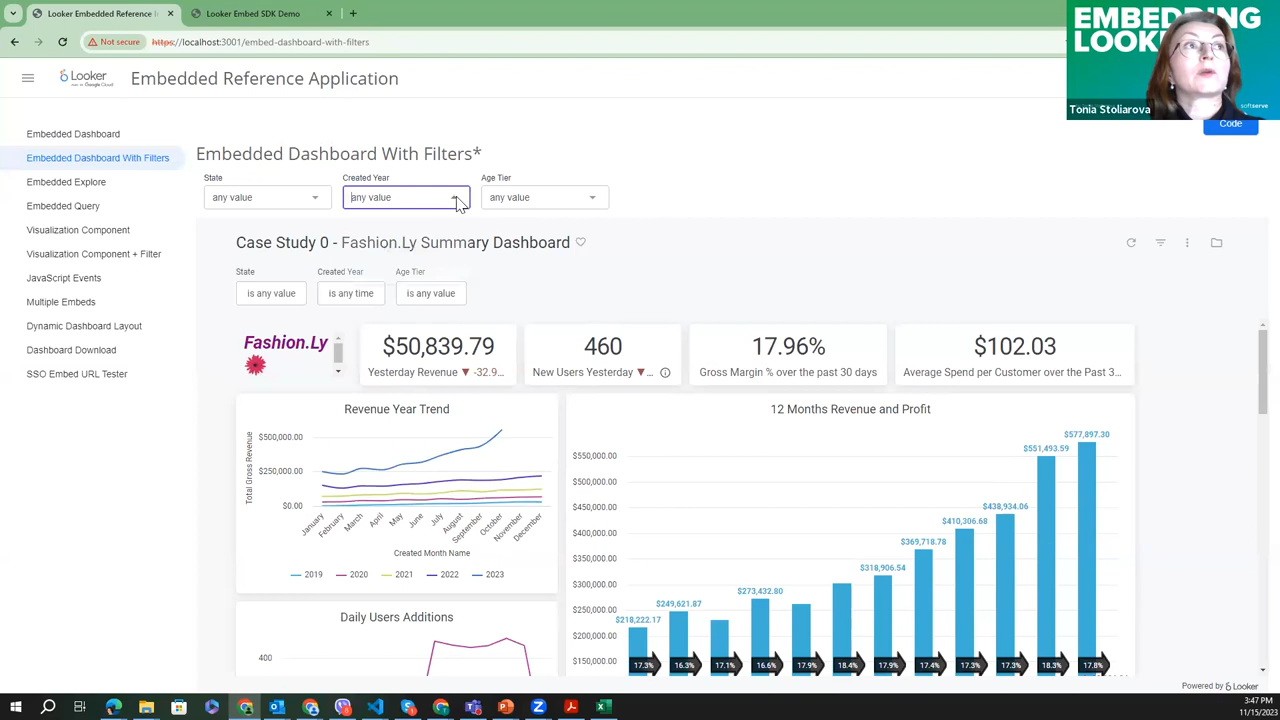 Looker Embedded Reference I
Looker Embed SDK Demo
Not secure
https://localhost:3001/embed-dashboard-with-filters
EMBEDDING
LOOK
softserve
Tonia Stoliarova
Looker
Embedded Reference Application
Code
Embedded Dashboard
Embedded Dashboard With Filters
Embedded Explore
Embedded Query
Visualization Component
Visualization Component + Filter
JavaScript Events
Multiple Embeds
Dynamic Dashboard Layout
Dashboard Download
SSO Embed URL Tester
Embedded Dashboard With Filters*
State Created Year Age Tier
any value any value any value
Case Study 0 - Fashion.Ly Summary Dashboard
State Created Year Age Tier
is any value is any time is any value
Fashion.Ly
$50,839.79
Yesterday Revenue ▼ -32.9...
460
New Users Yesterday ▼...
17.96%
Gross Margin % over the past 30 days
$102.03
Average Spend per Customer over the Past 3...
Revenue Year Trend
Total Gross Revenue
$500,000.00
$250,000.00
$0.00
January February March April May June July August September October November December
Created Month Name
2019 2020 2021 2022 2023
12 Months Revenue and Profit
$550,000.00
$500,000.00
$450,000.00
$400,000.00
$350,000.00
$300,000.00
$250,000.00
$200,000.00
$150,000.00
$218,222.17 $249,621.87 $273,432.80 $318,906.54 $369,718.78 $410,306.68 $438,934.06 $551,493.59 $577,897.30
17.3% 16.3% 17.1% 16.6% 17.9% 18.4% 17.9% 17.4% 17.3% 17.3% 18.3% 17.8%
Daily Users Additions
400
Powered by Looker
3:47 PM
11/15/2023